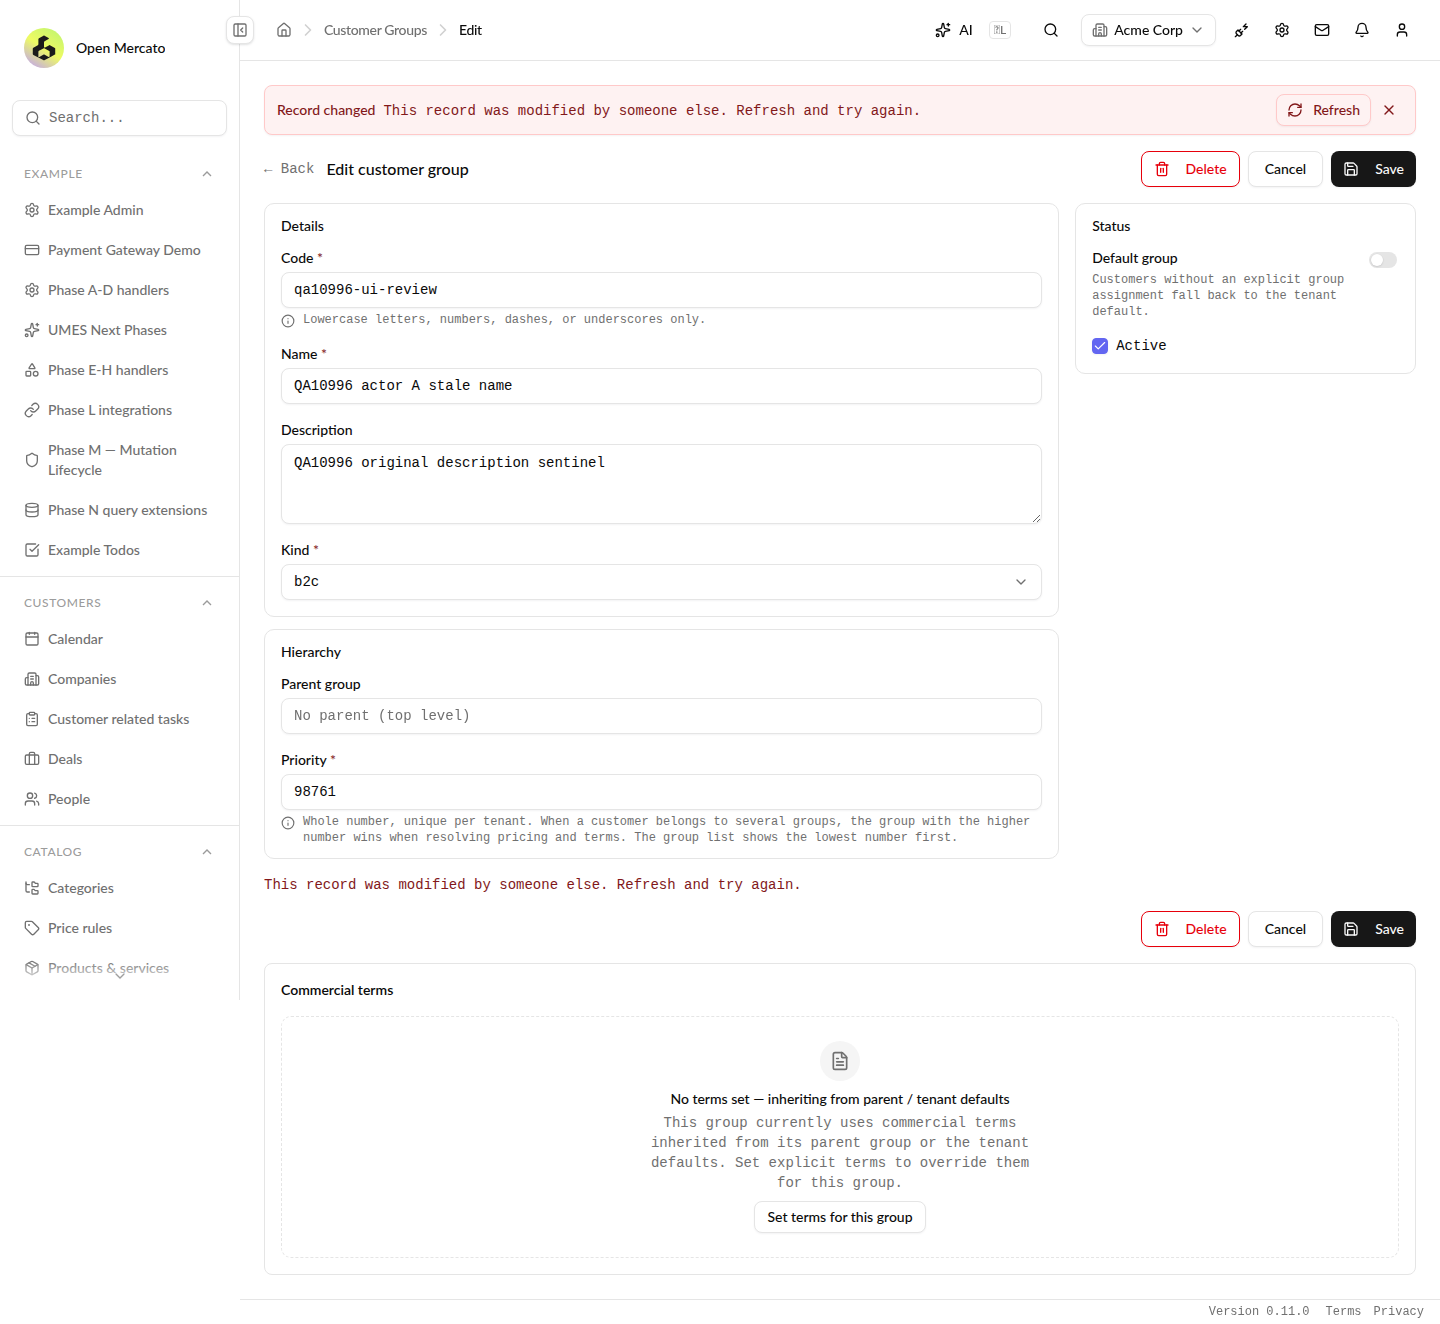 Open Mercato
Search...
EXAMPLE
Example Admin
Payment Gateway Demo
Phase A-D handlers
UMES Next Phases
Phase E-H handlers
Phase L integrations
Phase M — Mutation
Lifecycle
Phase N query extensions
Example Todos
CUSTOMERS
Calendar
Companies
Customer related tasks
Deals
People
CATALOG
Categories
Price rules
Products & services
Customer Groups
Edit
AI
L
Acme Corp
Record changed This record was modified by someone else. Refresh and try again.
Refresh
← Back Edit customer group
Delete
Cancel
Save
Details
Code *
qa10996-ui-review
Lowercase letters, numbers, dashes, or underscores only.
Name *
QA10996 actor A stale name
Description
QA10996 original description sentinel
Kind *
b2c
Status
Default group
Customers without an explicit group
assignment fall back to the tenant
default.
Active
Hierarchy
Parent group
No parent (top level)
Priority *
98761
Whole number, unique per tenant. When a customer belongs to several groups, the group with the higher
number wins when resolving pricing and terms. The group list shows the lowest number first.
This record was modified by someone else. Refresh and try again.
Delete
Cancel
Save
Commercial terms
No terms set — inheriting from parent / tenant defaults
This group currently uses commercial terms
inherited from its parent group or the tenant
defaults. Set explicit terms to override them
for this group.
Set terms for this group
Version 0.11.0 Terms Privacy